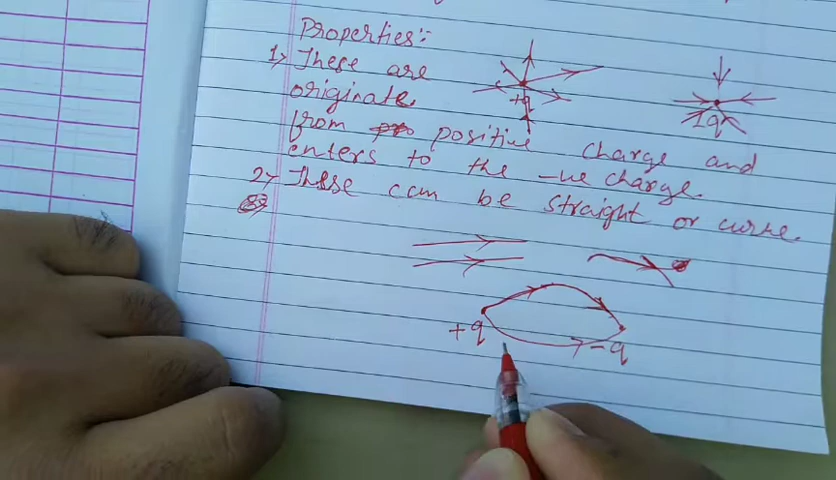 Properties:-
1) These are
originate.
+q
-q
from positive charge and
enters to the -ve charge.
2) These can be straight or curve.
+q
-q